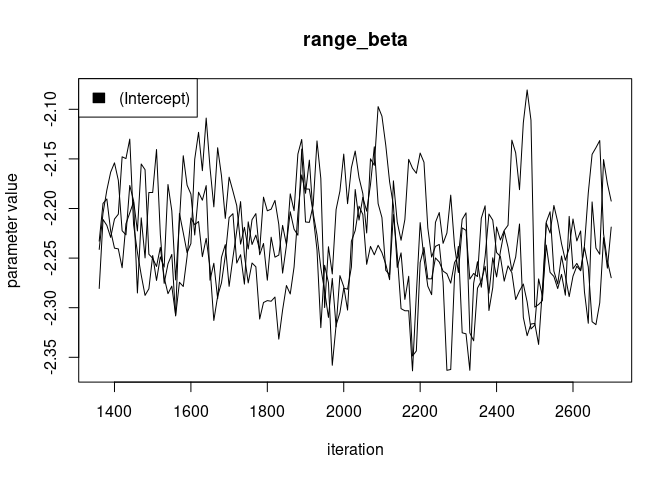 range_beta
(Intercept)
parameter value
-2.10
-2.15
-2.20
-2.25
-2.30
-2.35
1400 1600 1800 2000 2200 2400 2600
iteration